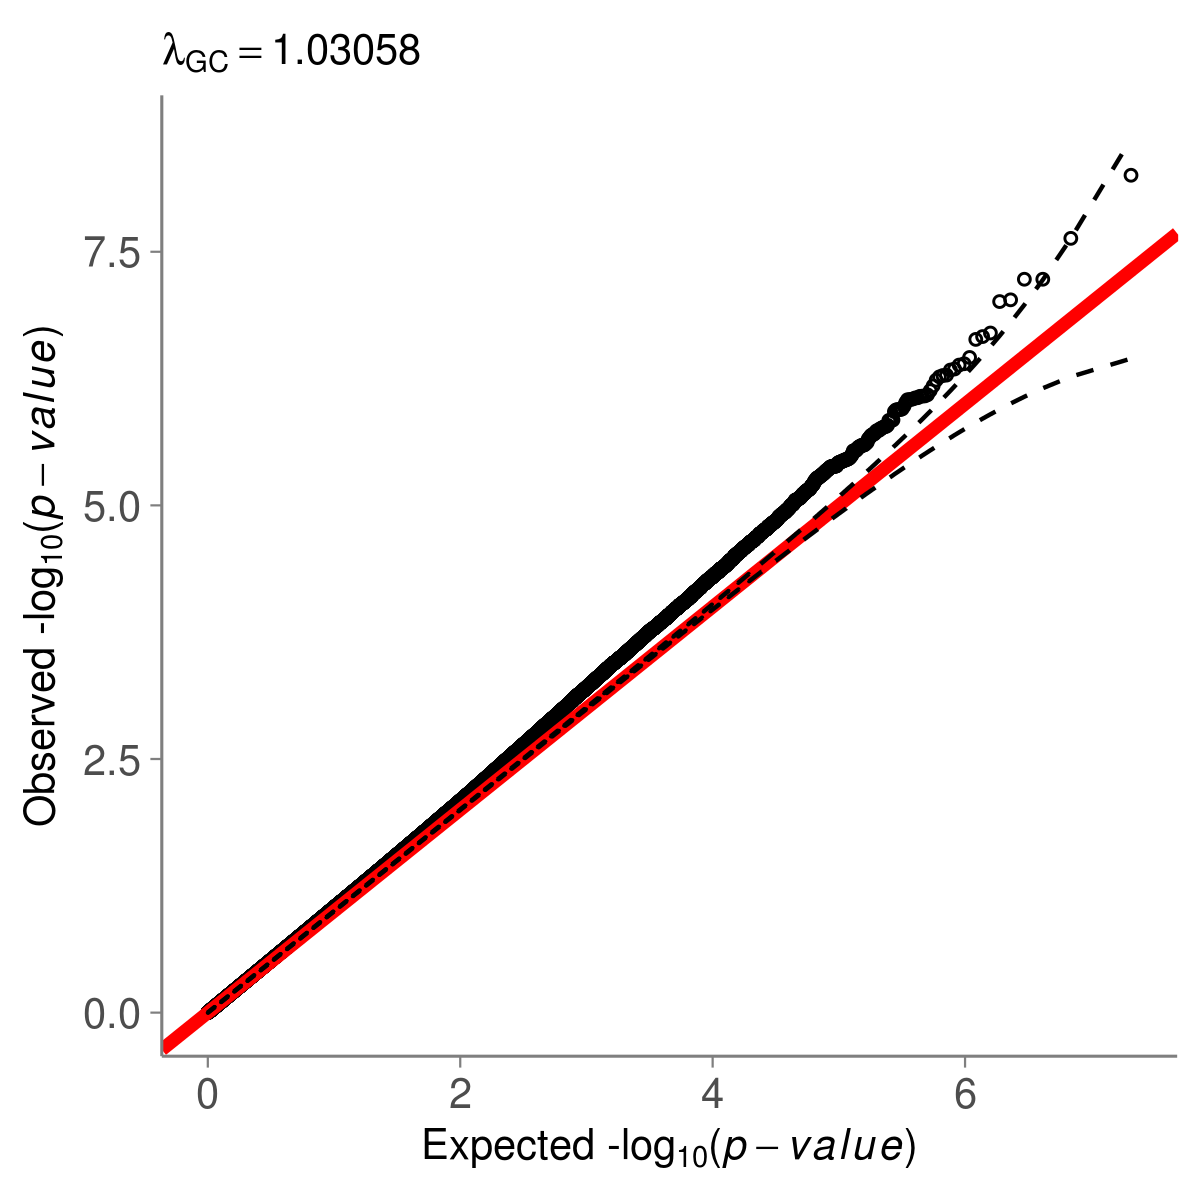 λGC = 1.03058
Observed -log10(p − value)
7.5
5.0
2.5
0.0
0 2 4 6
Expected -log10(p − value)